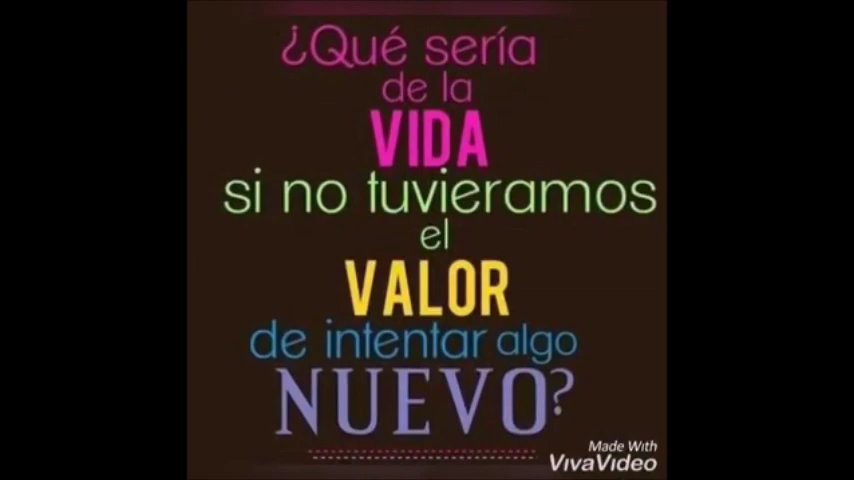 ¿Qué sería
de la
VIDA
si no tuvieramos
el
VALOR
de intentar algo
NUEVO?
Made With
VivaVideo